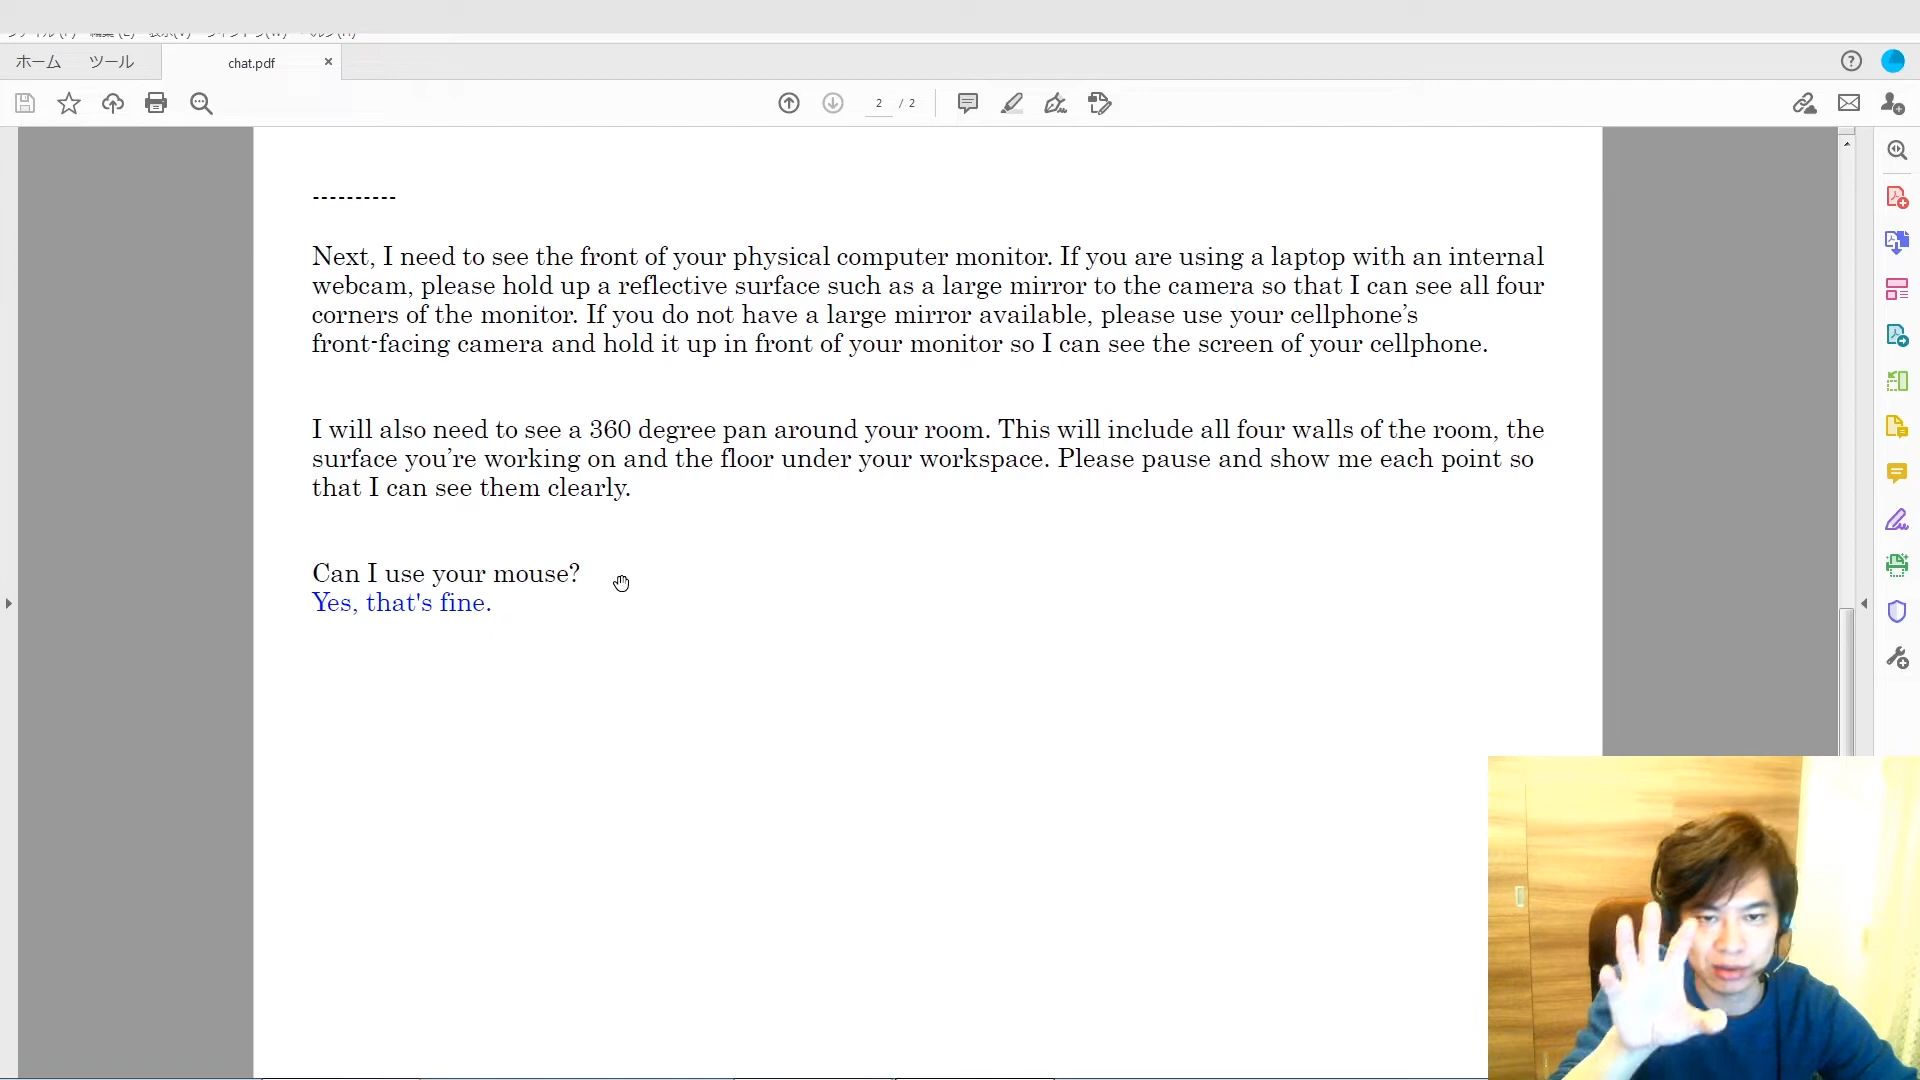 ホーム ツール chat.pdf
2 / 2
----------
Next, I need to see the front of your physical computer monitor. If you are using a laptop with an internal
webcam, please hold up a reflective surface such as a large mirror to the camera so that I can see all four
corners of the monitor. If you do not have a large mirror available, please use your cellphone’s
front-facing camera and hold it up in front of your monitor so I can see the screen of your cellphone.
I will also need to see a 360 degree pan around your room. This will include all four walls of the room, the
surface you’re working on and the floor under your workspace. Please pause and show me each point so
that I can see them clearly.
Can I use your mouse?
Yes, that's fine.